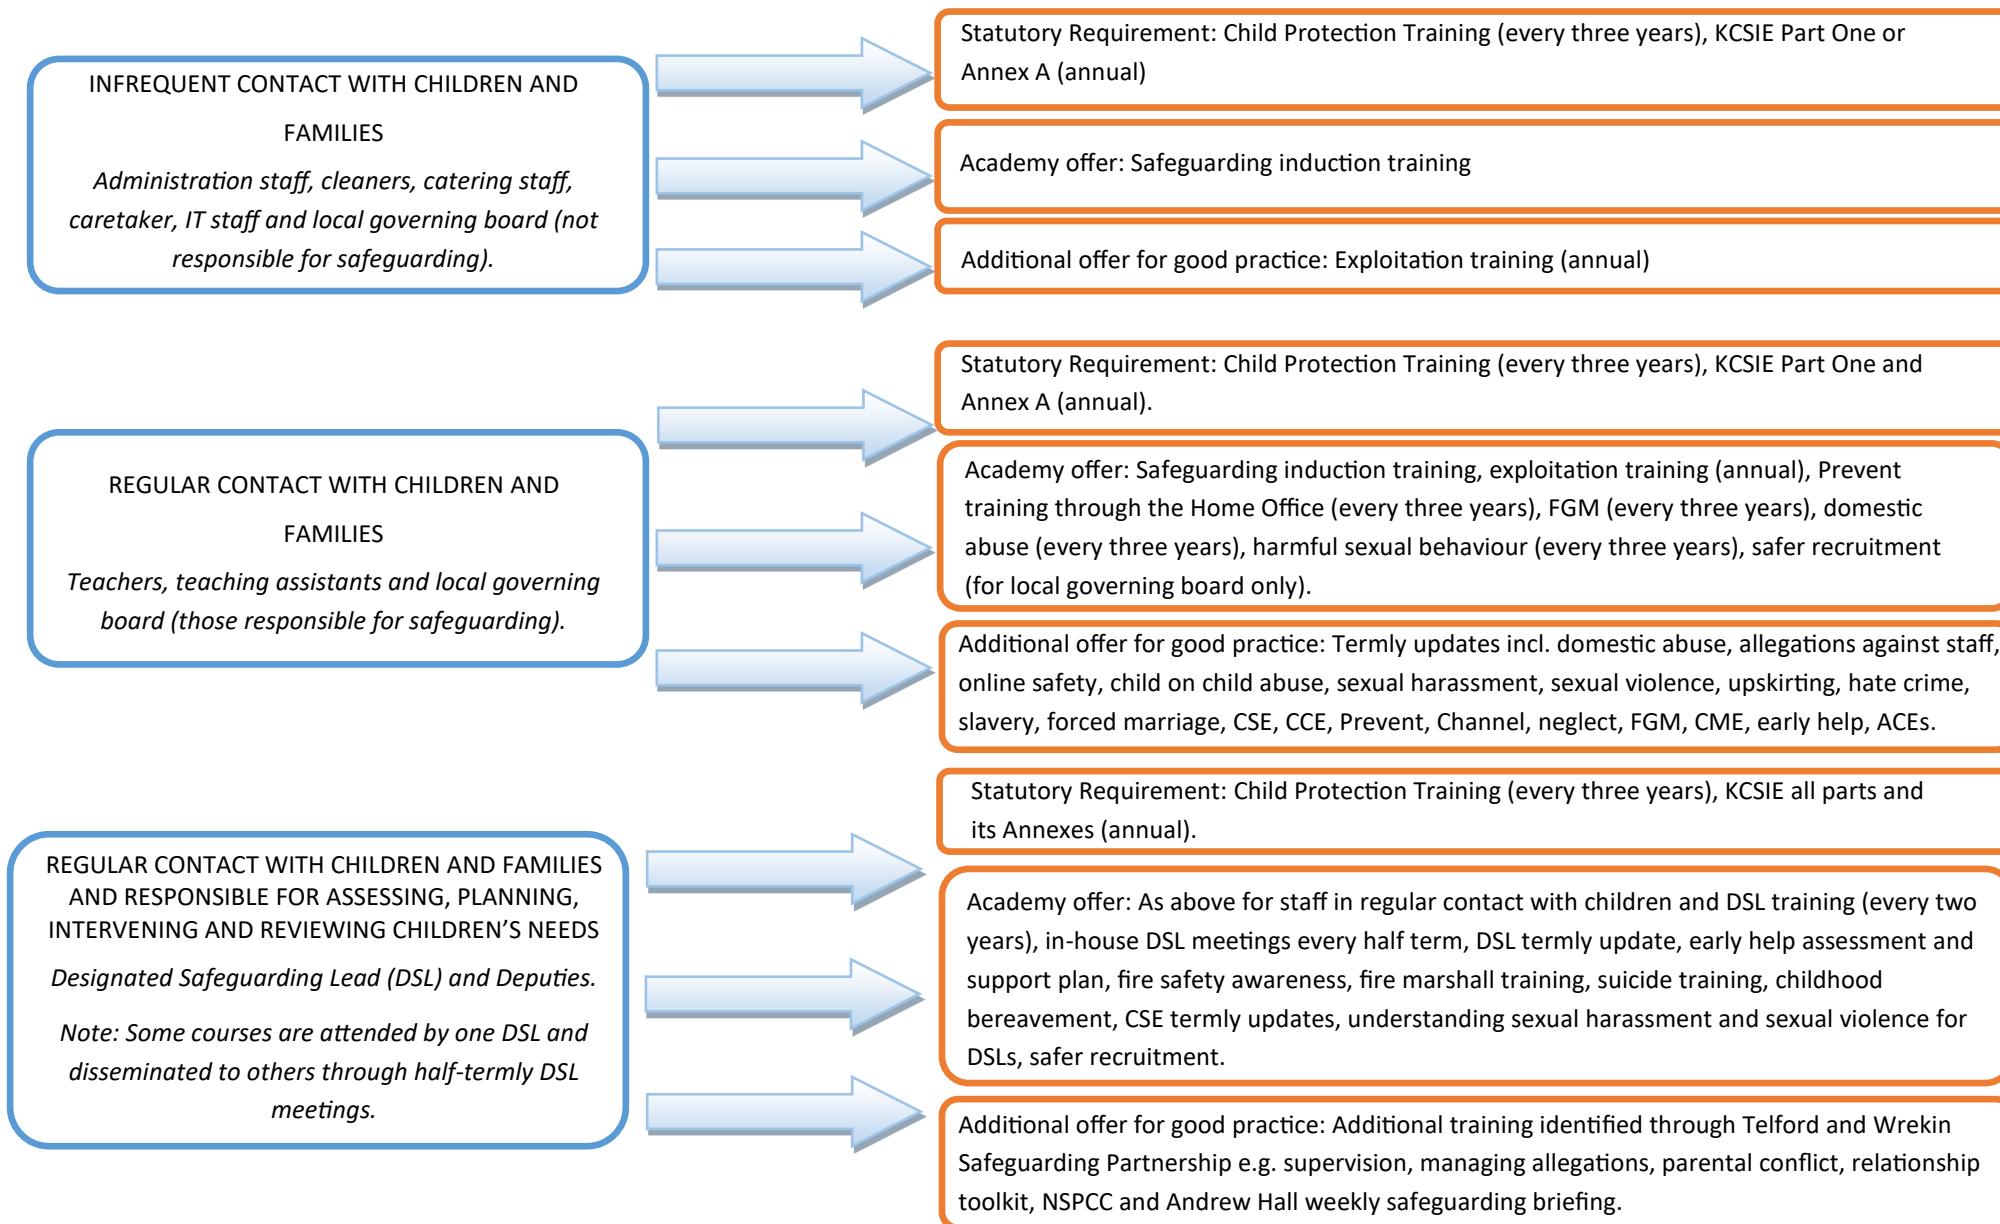 INFREQUENT CONTACT WITH CHILDREN AND
FAMILIES
Administration staff, cleaners, catering staff,
caretaker, IT staff and local governing board (not
responsible for safeguarding).
Statutory Requirement: Child Protection Training (every three years), KCSIE Part One or
Annex A (annual)
Academy offer: Safeguarding induction training
Additional offer for good practice: Exploitation training (annual)
REGULAR CONTACT WITH CHILDREN AND
FAMILIES
Teachers, teaching assistants and local governing
board (those responsible for safeguarding).
Statutory Requirement: Child Protection Training (every three years), KCSIE Part One and
Annex A (annual).
Academy offer: Safeguarding induction training, exploitation training (annual), Prevent
training through the Home Office (every three years), FGM (every three years), domestic
abuse (every three years), harmful sexual behaviour (every three years), safer recruitment
(for local governing board only).
Additional offer for good practice: Termly updates incl. domestic abuse, allegations against staff,
online safety, child on child abuse, sexual harassment, sexual violence, upskirting, hate crime,
slavery, forced marriage, CSE, CCE, Prevent, Channel, neglect, FGM, CME, early help, ACEs.
REGULAR CONTACT WITH CHILDREN AND FAMILIES
AND RESPONSIBLE FOR ASSESSING, PLANNING,
INTERVENING AND REVIEWING CHILDREN'S NEEDS
Designated Safeguarding Lead (DSL) and Deputies.
Note: Some courses are attended by one DSL and
disseminated to others through half-termly DSL
meetings.
Statutory Requirement: Child Protection Training (every three years), KCSIE all parts and
its Annexes (annual).
Academy offer: As above for staff in regular contact with children and DSL training (every two
years), in-house DSL meetings every half term, DSL termly update, early help assessment and
support plan, fire safety awareness, fire marshall training, suicide training, childhood
bereavement, CSE termly updates, understanding sexual harassment and sexual violence for
DSLs, safer recruitment.
Additional offer for good practice: Additional training identified through Telford and Wrekin
Safeguarding Partnership e.g. supervision, managing allegations, parental conflict, relationship
toolkit, NSPCC and Andrew Hall weekly safeguarding briefing.